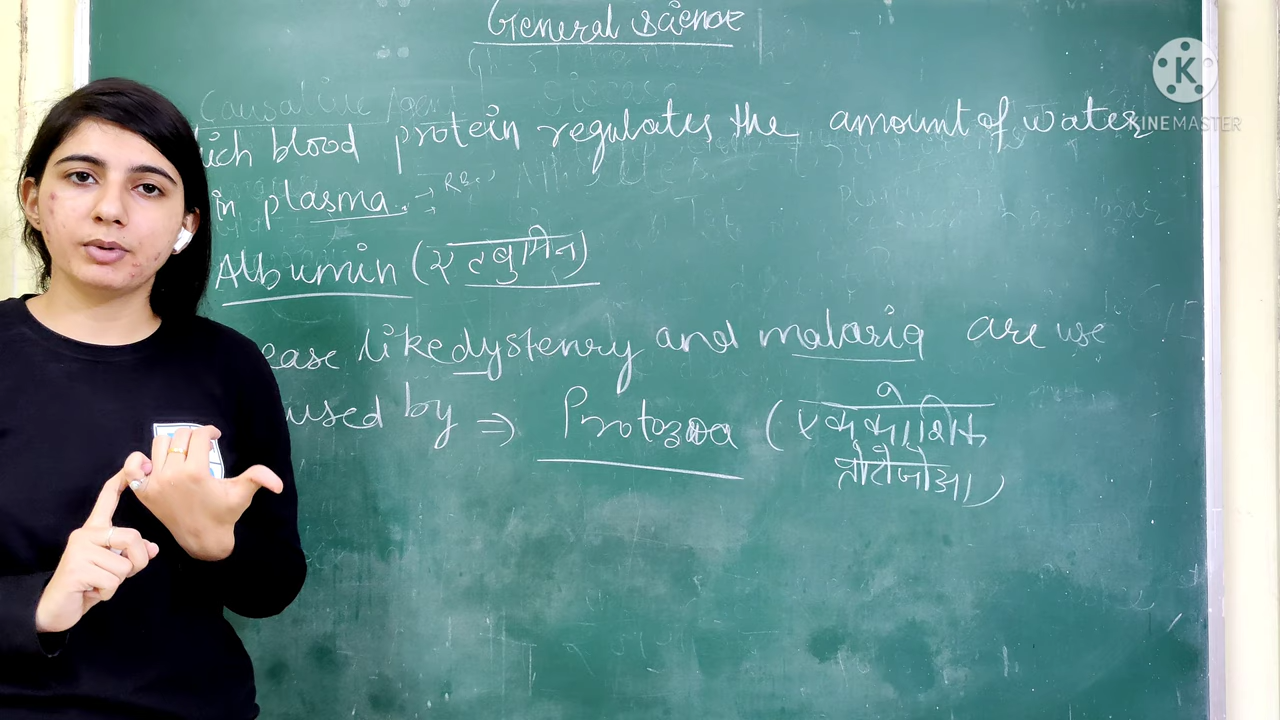 General science
ich blood protein regulates the amount of water
in plasma.
Albumin (एल्बुमिन)
ease like dystenry and malaria are use
used by ⇒ Protozoa (एककोशिक
प्रोटोजोआ)
KINEMASTER